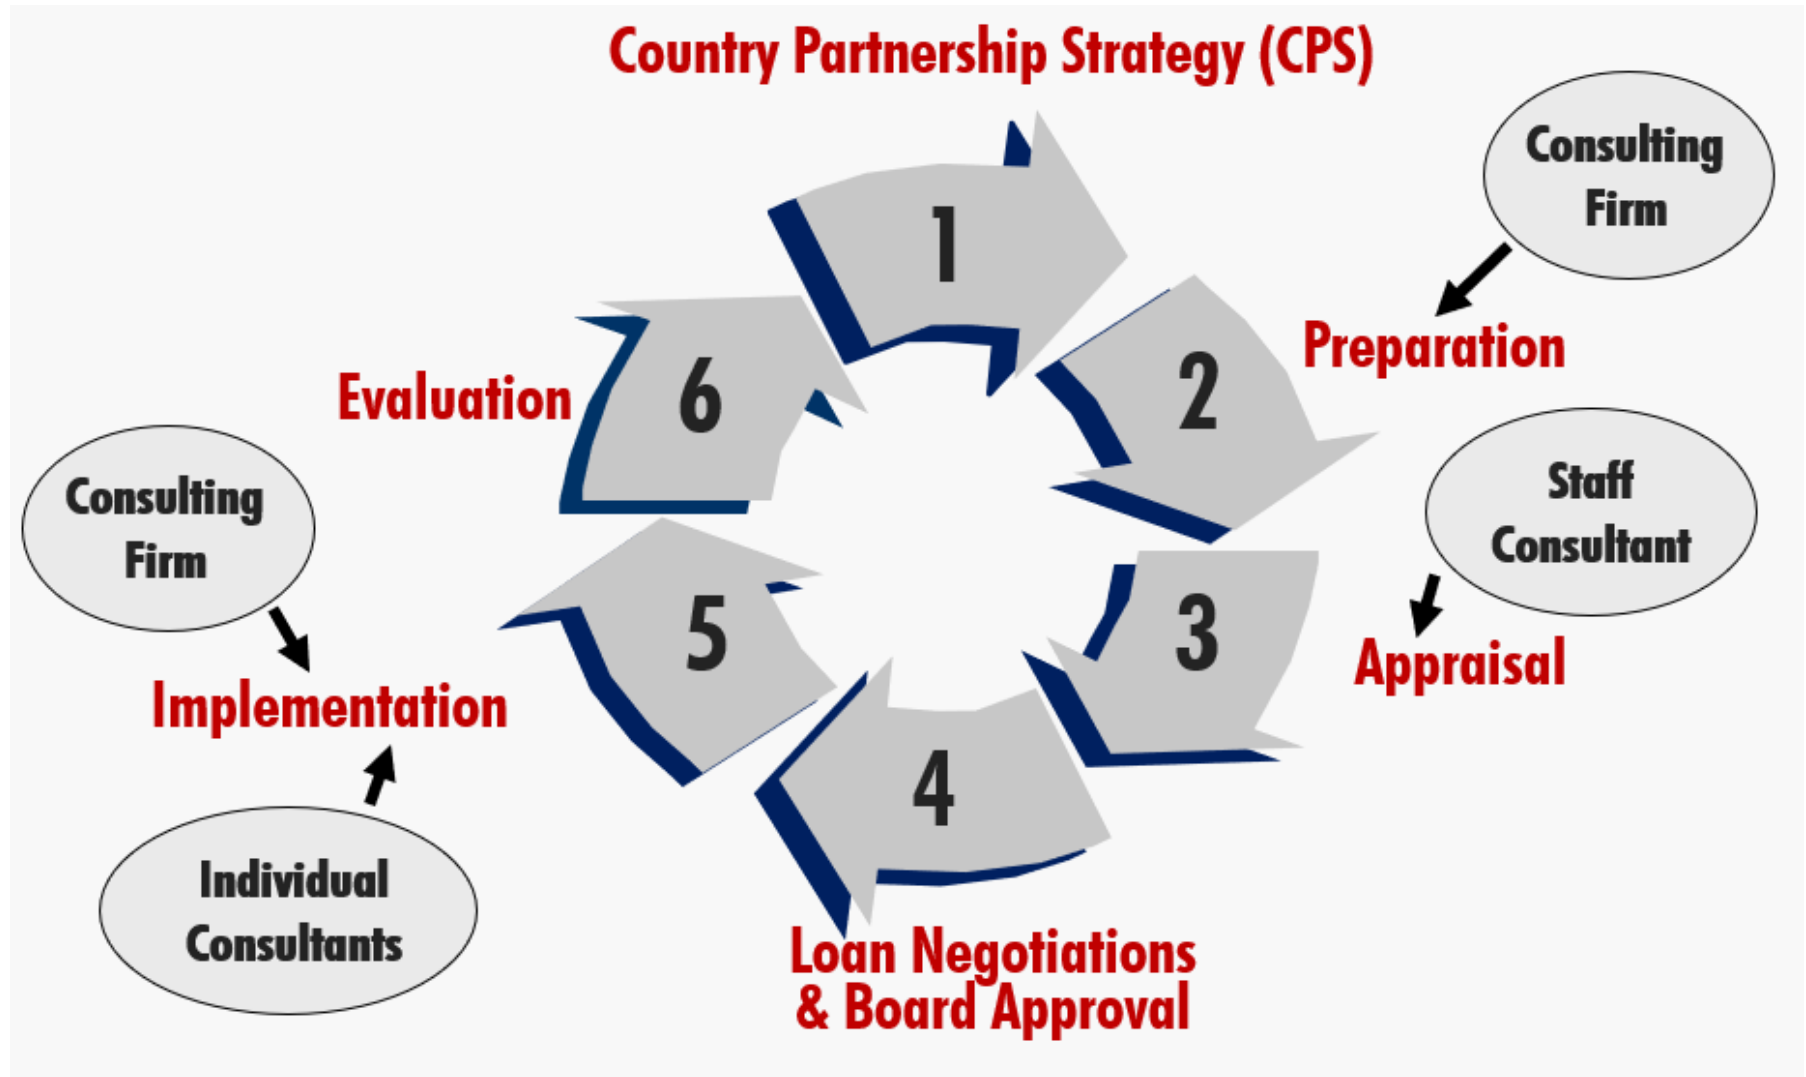 Country Partnership Strategy (CPS)
Consulting
Firm
1
Preparation
2
Staff
Consultant
Appraisal
3
4
Loan Negotiations
& Board Approval
5
Consulting
Firm
Implementation
Individual
Consultants
6
Evaluation